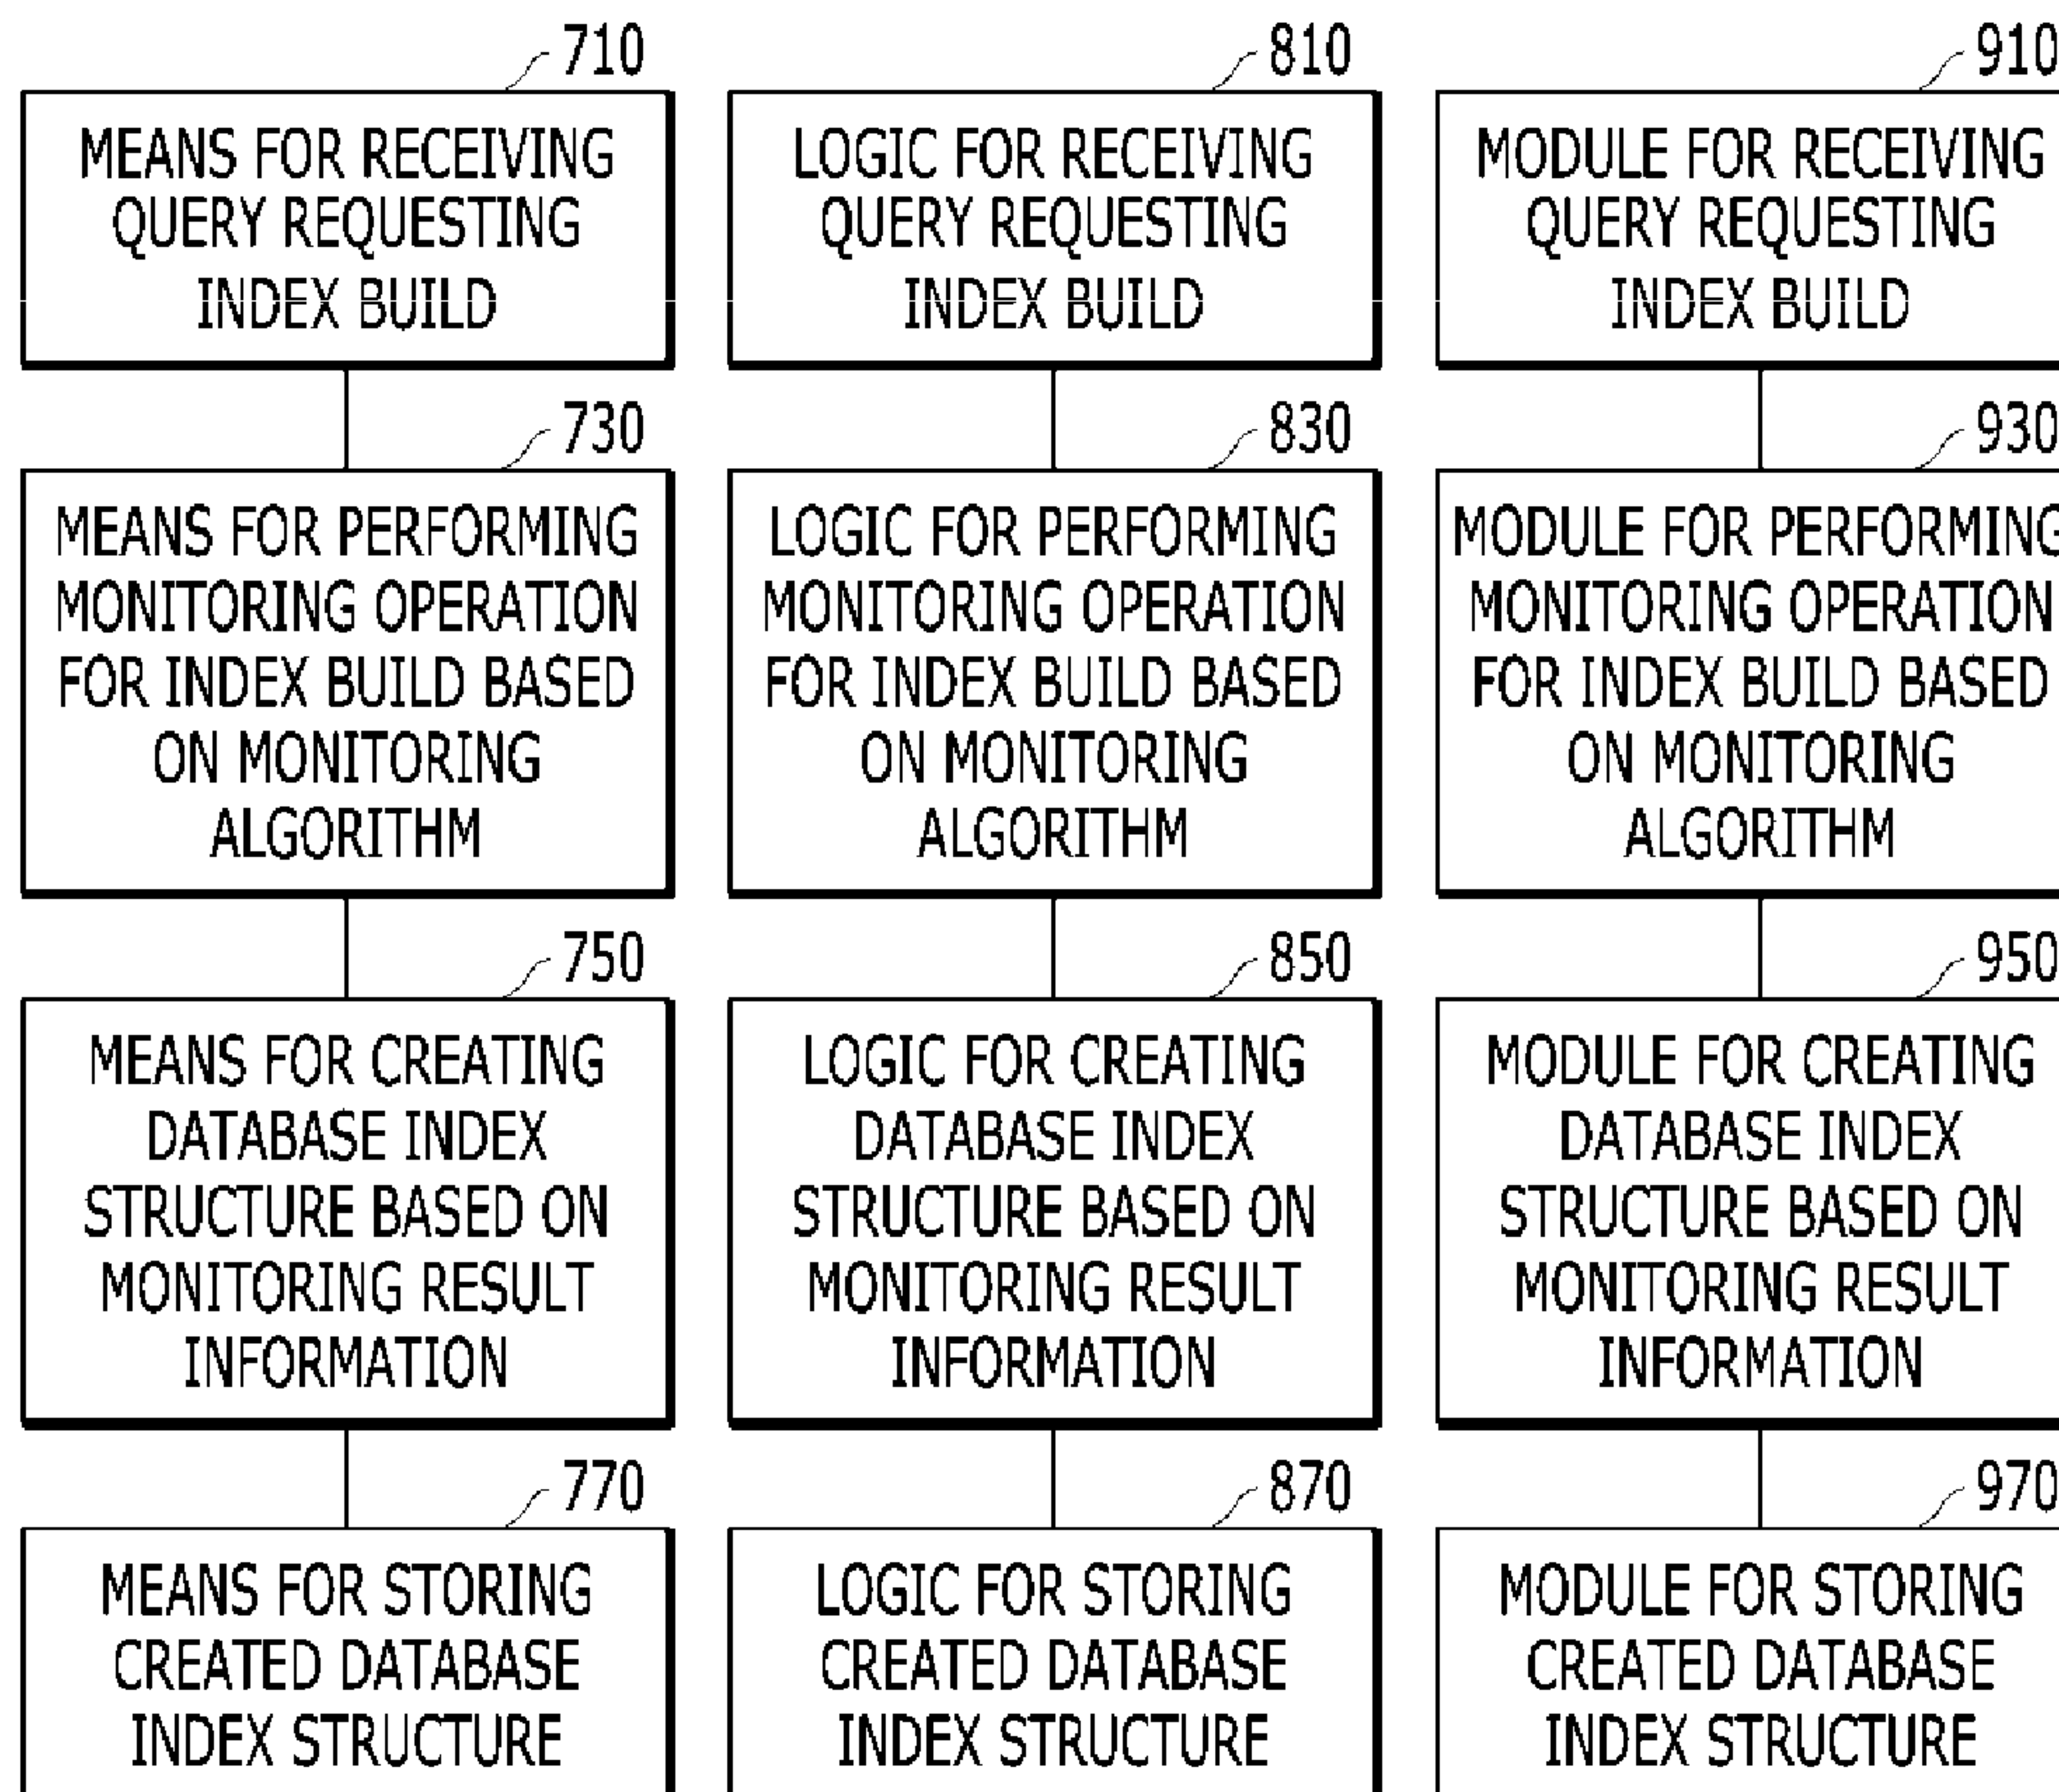 710
MEANS FOR RECEIVING
QUERY REQUESTING
INDEX BUILD
730
MEANS FOR PERFORMING
MONITORING OPERATION
FOR INDEX BUILD BASED
ON MONITORING
ALGORITHM
750
MEANS FOR CREATING
DATABASE INDEX
STRUCTURE BASED ON
MONITORING RESULT
INFORMATION
770
MEANS FOR STORING
CREATED DATABASE
INDEX STRUCTURE
810
LOGIC FOR RECEIVING
QUERY REQUESTING
INDEX BUILD
830
LOGIC FOR PERFORMING
MONITORING OPERATION
FOR INDEX BUILD BASED
ON MONITORING
ALGORITHM
850
LOGIC FOR CREATING
DATABASE INDEX
STRUCTURE BASED ON
MONITORING RESULT
INFORMATION
870
LOGIC FOR STORING
CREATED DATABASE
INDEX STRUCTURE
910
MODULE FOR RECEIVING
QUERY REQUESTING
INDEX BUILD
930
MODULE FOR PERFORMING
MONITORING OPERATION
FOR INDEX BUILD BASED
ON MONITORING
ALGORITHM
950
MODULE FOR CREATING
DATABASE INDEX
STRUCTURE BASED ON
MONITORING RESULT
INFORMATION
970
MODULE FOR STORING
CREATED DATABASE
INDEX STRUCTURE